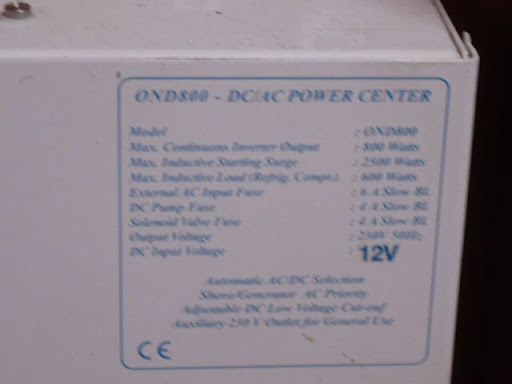 OND800 - DC/AC POWER CENTER
Model : OND800
Max. Continuous Inverter Output : 800 Watts
Max. Inductive Starting Surge : 2500 Watts
Max. Inductive Load (Refrig. Comp.) : 600 Watts
External AC Input Fuse : 6 A Slow BL
DC Pump Fuse : 4 A Slow BL
Solenoid Valve Fuse : 4 A Slow BL
Output Voltage : 230V 50Hz
DC Input Voltage : 12V
Automatic AC/DC Selection
Shore/Generator AC Priority
Adjustable DC Low Voltage Cut-off
Auxiliary 230 V Outlet for General Use
CE